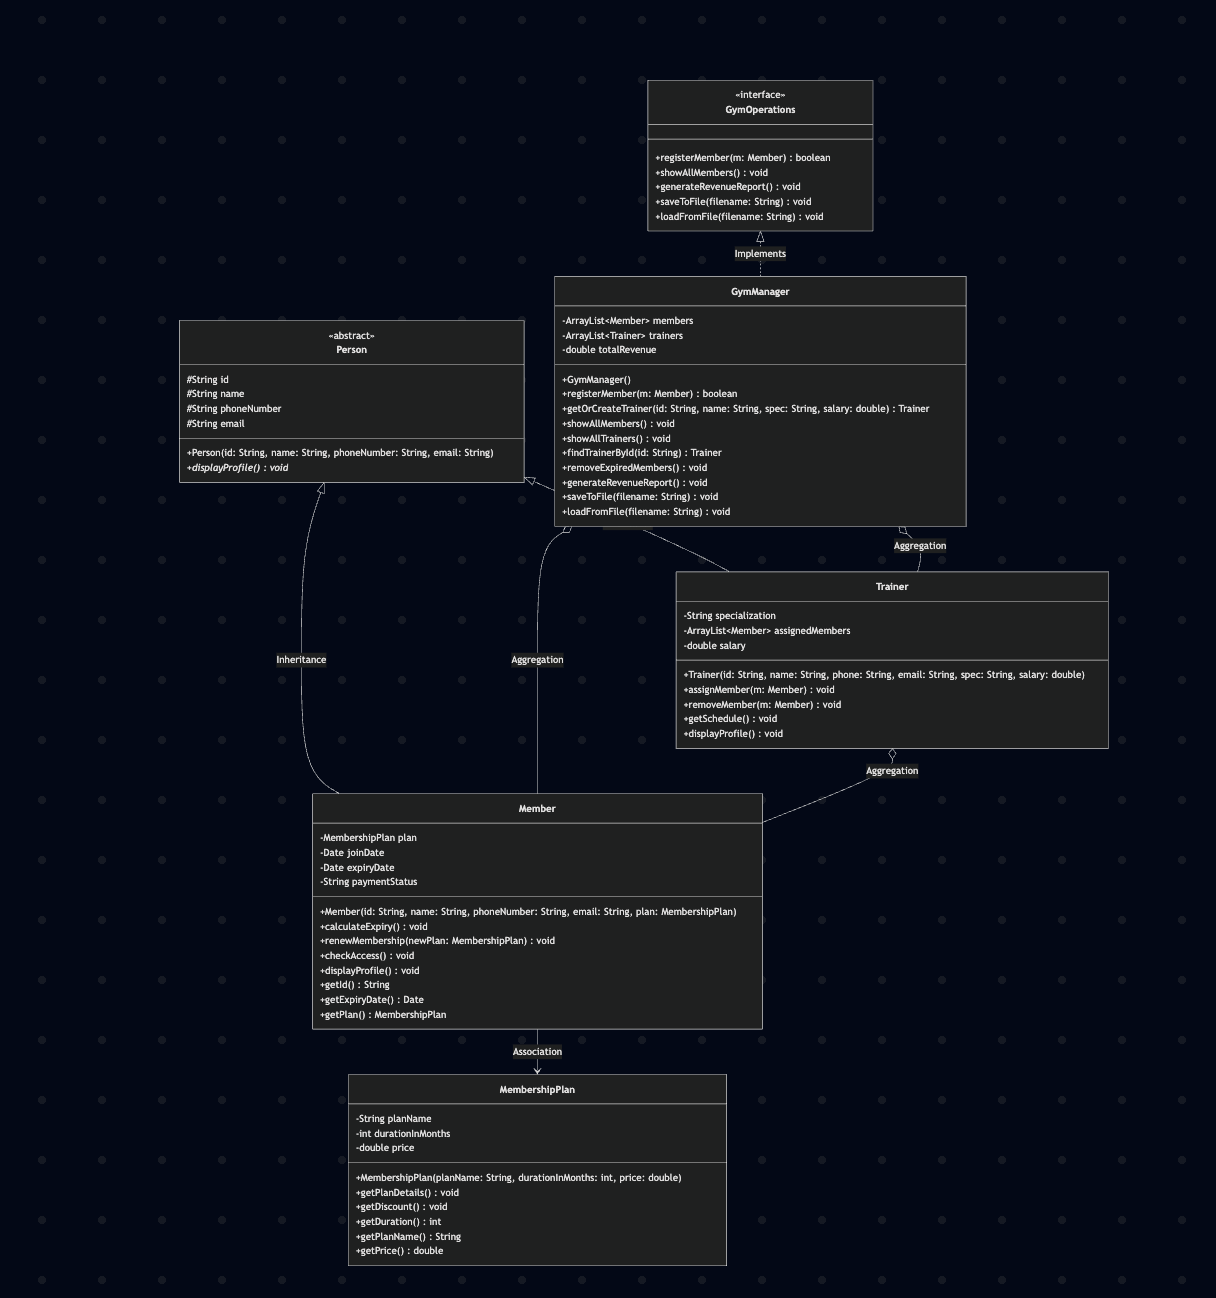 «interface»
GymOperations
+registerMember(m: Member) : boolean
+showAllMembers() : void
+generateRevenueReport() : void
+saveToFile(filename: String) : void
+loadFromFile(filename: String) : void
Implements
GymManager
-ArrayList<Member> members
-ArrayList<Trainer> trainers
-double totalRevenue
+GymManager()
+registerMember(m: Member) : boolean
+getOrCreateTrainer(id: String, name: String, spec: String, salary: double) : Trainer
+showAllMembers() : void
+showAllTrainers() : void
+findTrainerById(id: String) : Trainer
+removeExpiredMembers() : void
+generateRevenueReport() : void
+saveToFile(filename: String) : void
+loadFromFile(filename: String) : void
«abstract»
Person
#String id
#String name
#String phoneNumber
#String email
+Person(id: String, name: String, phoneNumber: String, email: String)
+displayProfile() : void
Aggregation
Trainer
-String specialization
-ArrayList<Member> assignedMembers
-double salary
+Trainer(id: String, name: String, phone: String, email: String, spec: String, salary: double)
+assignMember(m: Member) : void
+removeMember(m: Member) : void
+getSchedule() : void
+displayProfile() : void
Inheritance
Aggregation
Aggregation
Member
-MembershipPlan plan
-Date joinDate
-Date expiryDate
-String paymentStatus
+Member(id: String, name: String, phoneNumber: String, email: String, plan: MembershipPlan)
+calculateExpiry() : void
+renewMembership(newPlan: MembershipPlan) : void
+checkAccess() : void
+displayProfile() : void
+getId() : String
+getExpiryDate() : Date
+getPlan() : MembershipPlan
Association
MembershipPlan
-String planName
-int durationInMonths
-double price
+MembershipPlan(planName: String, durationInMonths: int, price: double)
+getPlanDetails() : void
+getDiscount() : void
+getDuration() : int
+getPlanName() : String
+getPrice() : double